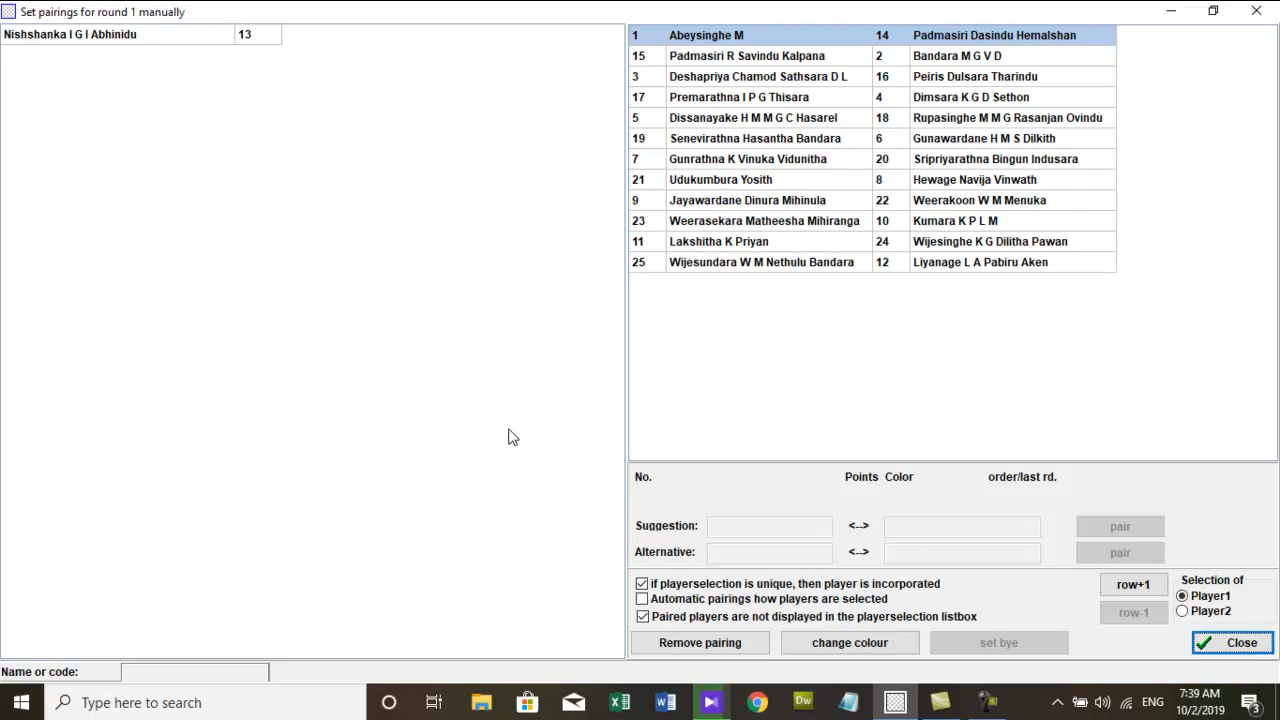 Set pairings for round 1 manually
Nishshanka I G I Abhinidu 13
1 Abeysinghe M 14 Padmasiri Dasindu Hemalshan
15 Padmasiri R Savindu Kalpana 2 Bandara M G V D
3 Deshapriya Chamod Sathsara D L 16 Peiris Dulsara Tharindu
17 Premarathna I P G Thisara 4 Dimsara K G D Sethon
5 Dissanayake H M M G C Hasarel 18 Rupasinghe M M G Rasanjan Ovindu
19 Senevirathna Hasantha Bandara 6 Gunawardane H M S Dilkith
7 Gunrathna K Vinuka Vidunitha 20 Sripriyarathna Bingun Indusara
21 Udukumbura Yosith 8 Hewage Navija Vinwath
9 Jayawardane Dinura Mihinula 22 Weerakoon W M Menuka
23 Weerasekara Matheesha Mihiranga 10 Kumara K P L M
11 Lakshitha K Priyan 24 Wijesinghe K G Dilitha Pawan
25 Wijesundara W M Nethulu Bandara 12 Liyanage L A Pabiru Aken
No. Points Color order/last rd.
Suggestion: <--> pair
Alternative: <--> pair
if playerselection is unique, then player is incorporated row+1 Selection of
Automatic pairings how players are selected Player1
Paired players are not displayed in the playerselection listbox row-1 Player2
Remove pairing change colour set bye Close
Name or code:
Type here to search Dw ENG 7:39 AM
10/2/2019 3